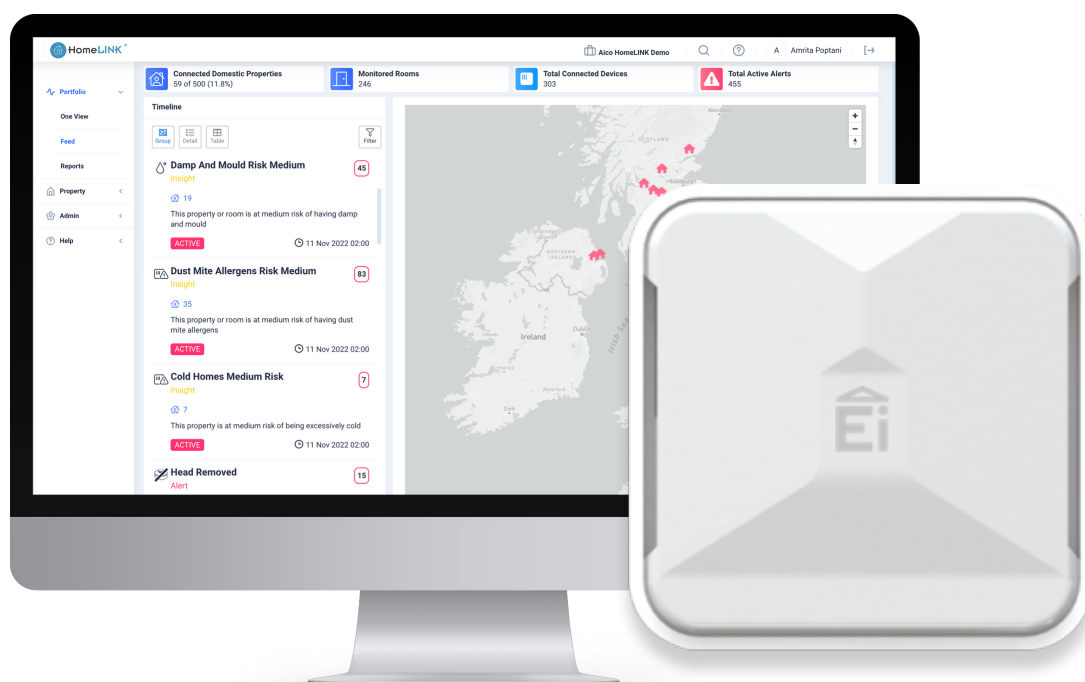 HomeLINK
Aico HomeLINK Demo
A
Amrita Poptani
Portfolio
One View
Feed
Reports
Property
Admin
Help
Connected Domestic Properties
59 of 500 (11.8%)
Monitored Rooms
246
Total Connected Devices
303
Total Active Alerts
455
Timeline
Group
Detail
Table
Filter
Damp And Mould Risk Medium
45
Insight
19
This property or room is at medium risk of having damp
and mould
ACTIVE
11 Nov 2022 02:00
Dust Mite Allergens Risk Medium
83
Insight
35
This property or room is at medium risk of having dust
mite allergens
ACTIVE
11 Nov 2022 02:00
Cold Homes Medium Risk
7
Insight
7
This property is at medium risk of being excessively cold
ACTIVE
11 Nov 2022 02:00
Head Removed
15
Alert
Aberdeen
SCOTLAND
Edinburgh
NORTHERN
IRELAND
Galway
Ireland
Dublin
Irish Sea
Limerick
Waterford
Cork
Ei